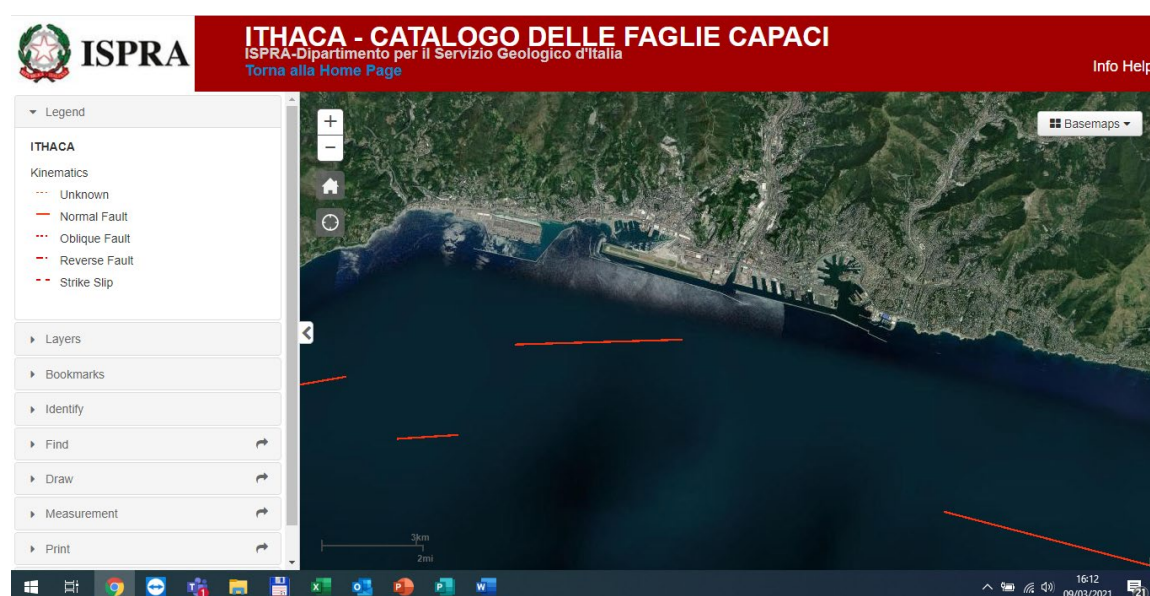 ISPRA
ITHACA - CATALOGO DELLE FAGLIE CAPACI
ISPRA-Dipartimento per il Servizio Geologico d'Italia
Torna alla Home Page
Info Help
Legend
ITHACA
Kinematics
Unknown
Normal Fault
Oblique Fault
Reverse Fault
Strike Slip
Layers
Bookmarks
Identify
Find
Draw
Measurement
Print
+
−
Basemaps
3km
2mi
16:12
09/03/2021
21